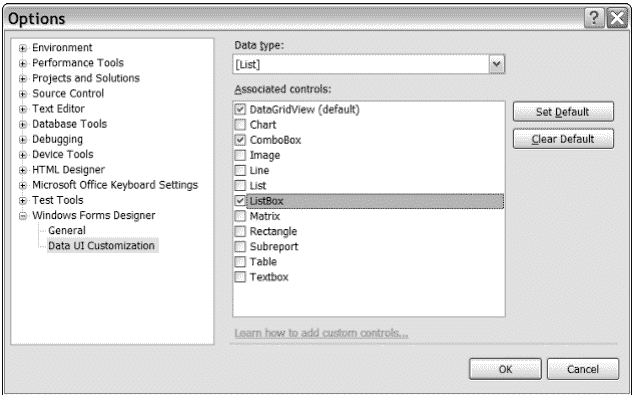 Options
Environment
Performance Tools
Projects and Solutions
Source Control
Text Editor
Database Tools
Debugging
Device Tools
HTML Designer
Microsoft Office Keyboard Settings
Test Tools
Windows Forms Designer
General
Data UI Customization
Data type:
[List]
Associated controls:
DataGridView (default)
Chart
ComboBox
Image
Line
List
ListBox
Matrix
Rectangle
Subreport
Table
Textbox
Set Default
Clear Default
Learn how to add custom controls...
OK
Cancel